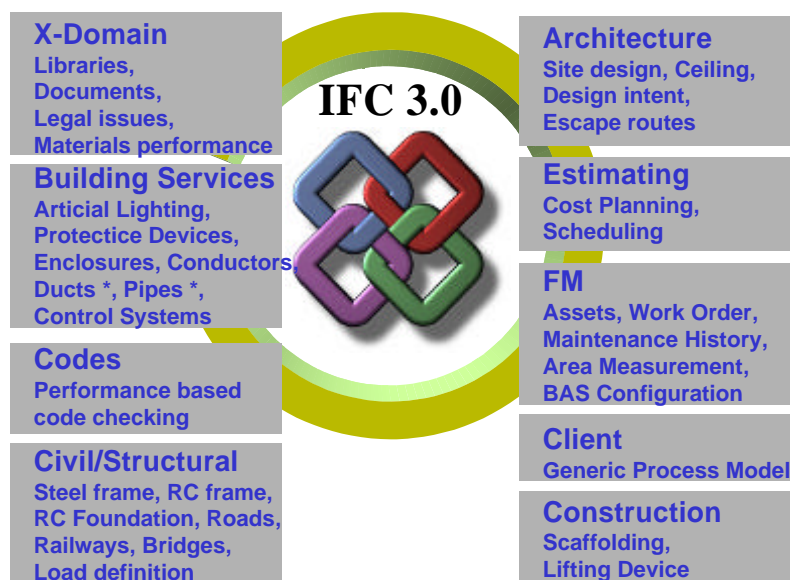 X-Domain
Libraries,
Documents,
Legal issues,
Materials performance
Building Services
Articial Lighting,
Protectice Devices,
Enclosures, Conductors,
Ducts *, Pipes *,
Control Systems
Codes
Performance based
code checking
Civil/Structural
Steel frame, RC frame,
RC Foundation, Roads,
Railways, Bridges,
Load definition
IFC 3.0
Architecture
Site design, Ceiling,
Design intent,
Escape routes
Estimating
Cost Planning,
Scheduling
FM
Assets, Work Order,
Maintenance History,
Area Measurement,
BAS Configuration
Client
Generic Process Model
Construction
Scaffolding,
Lifting Device